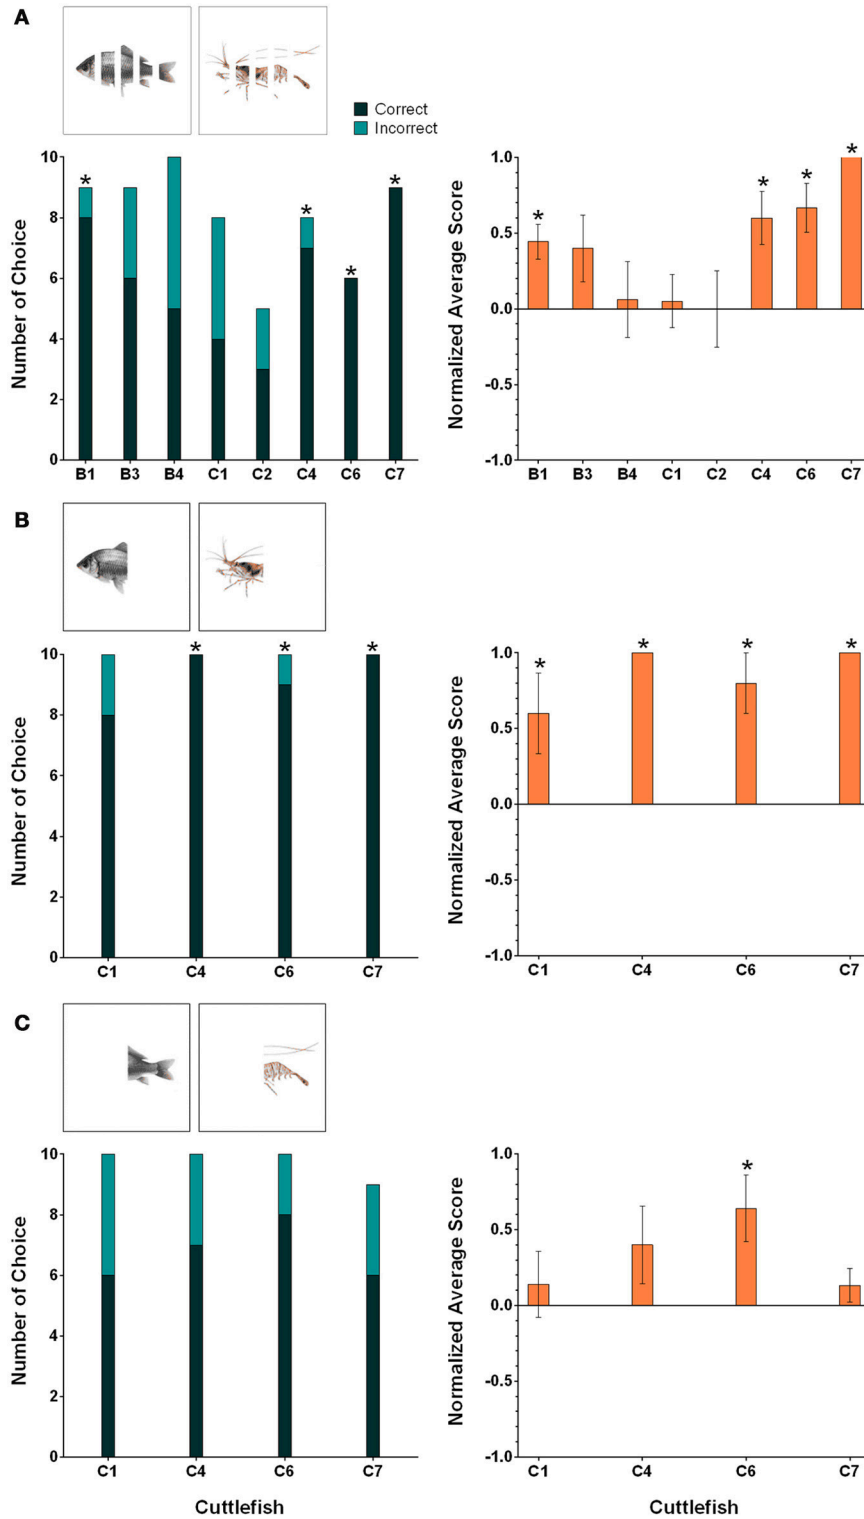 A
Correct
Incorrect
Number of Choice
10
8
6
4
2
0
* * * *
*
B1 B3 B4 C1 C2 C4 C6 C7
Normalized Average Score
1.0
0.5
0.0
-0.5
-1.0
* * * *
B1 B3 B4 C1 C2 C4 C6 C7
B
Number of Choice
10
8
6
4
2
0
* * *
C1 C4 C6 C7
Normalized Average Score
1.0
0.5
0.0
-0.5
-1.0
* * * *
C1 C4 C6 C7
C
Number of Choice
10
8
6
4
2
0
C1 C4 C6 C7
Cuttlefish
Normalized Average Score
1.0
0.5
0.0
-0.5
-1.0
*
C1 C4 C6 C7
Cuttlefish